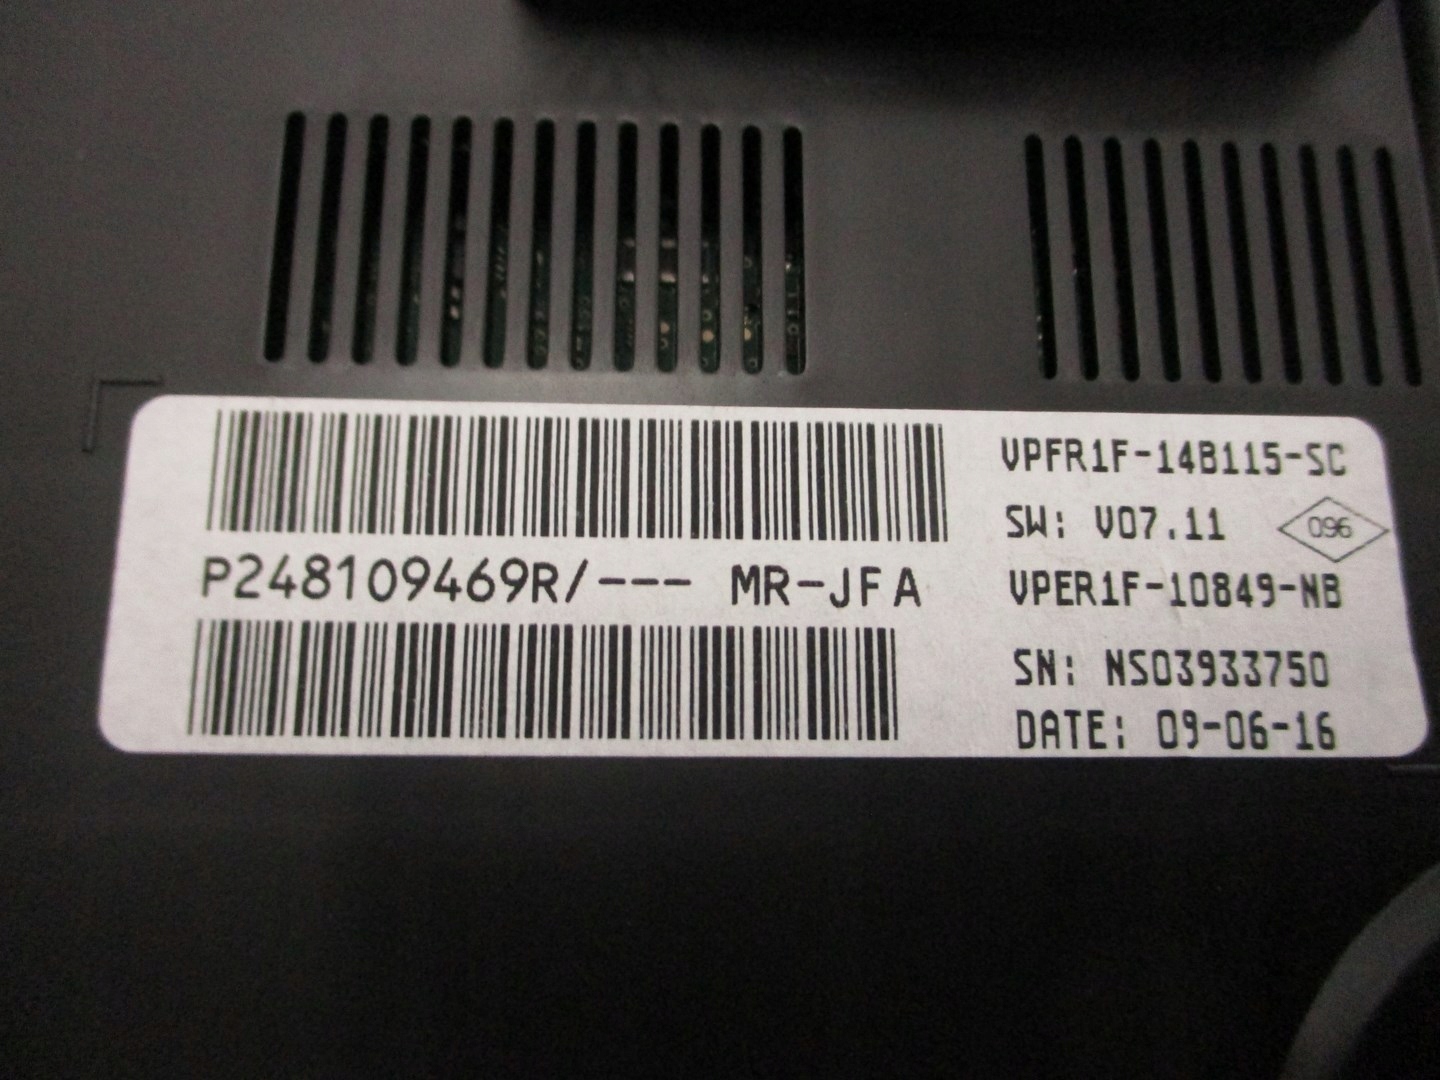 VPFR1F-14B115-SC
SW: V07.11
096
P248109469R/--- MR-JFA
VPER1F-10849-NB
SN: NS03933750
DATE: 09-06-16